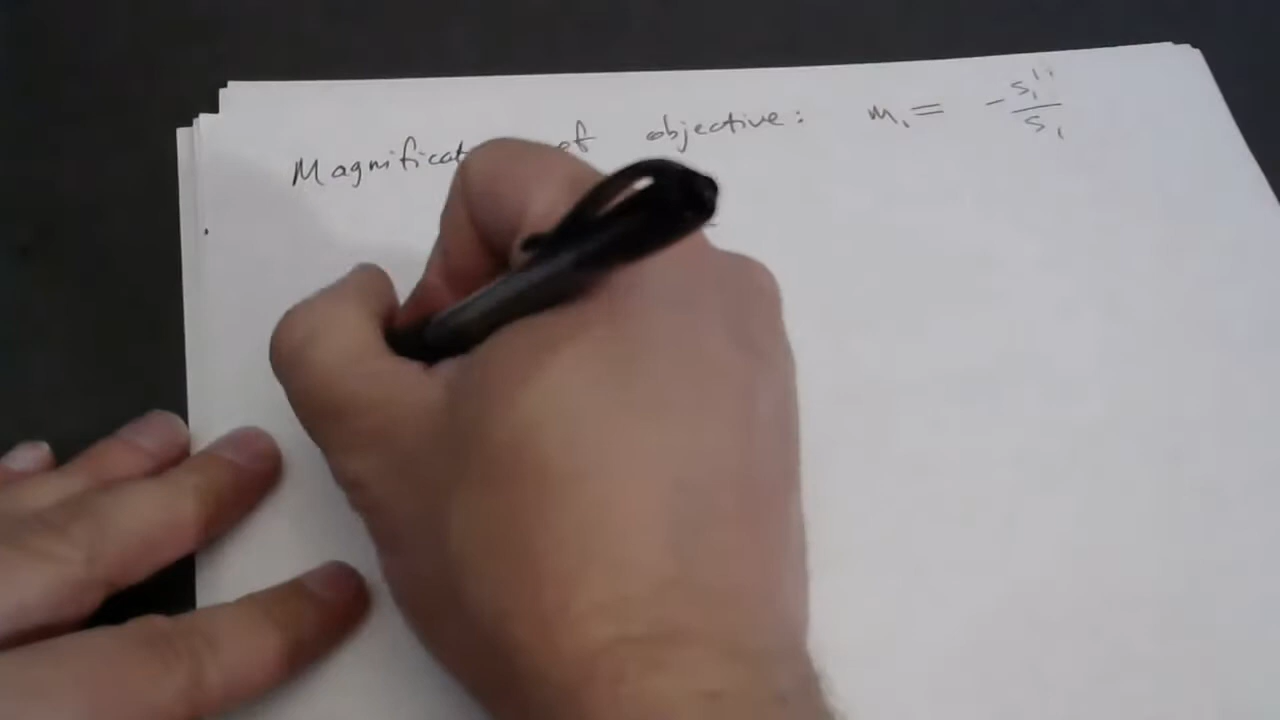 Magnificat of objective: m₁ = - s₁'' / s₁